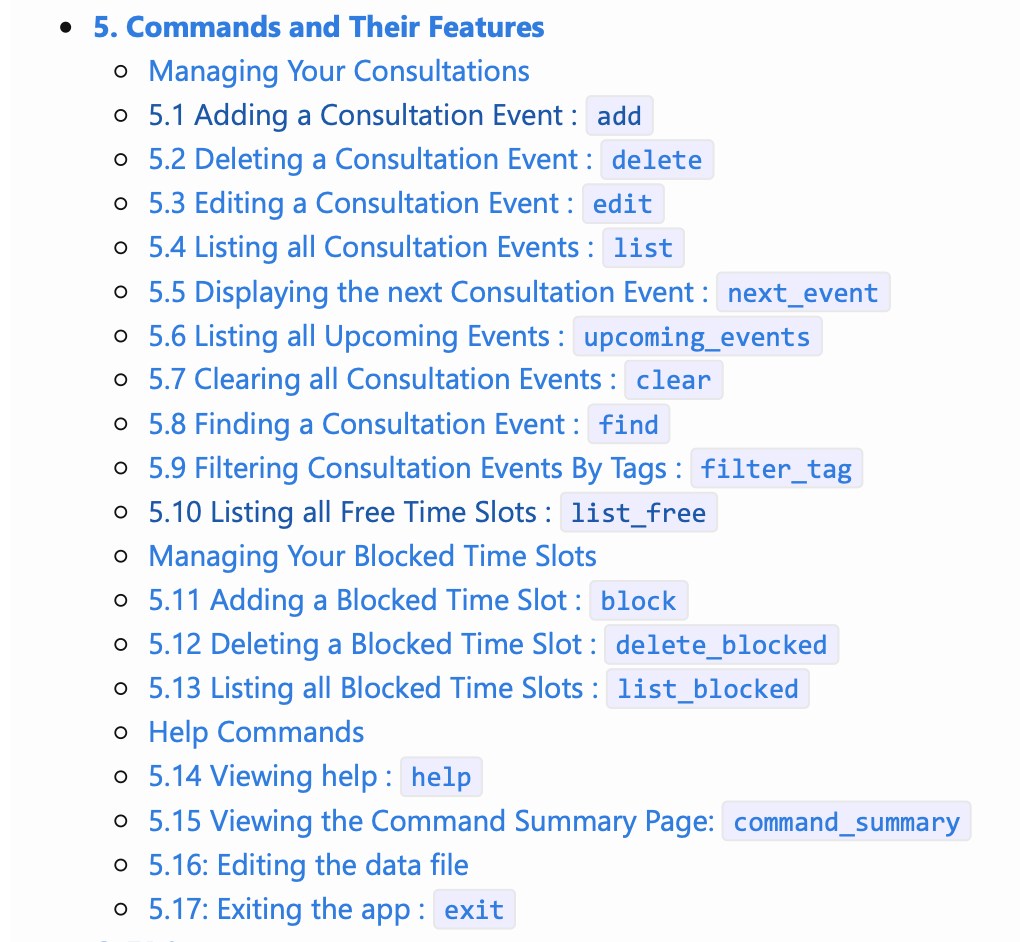 5. Commands and Their Features
Managing Your Consultations
5.1 Adding a Consultation Event : add
5.2 Deleting a Consultation Event : delete
5.3 Editing a Consultation Event : edit
5.4 Listing all Consultation Events : list
5.5 Displaying the next Consultation Event : next_event
5.6 Listing all Upcoming Events : upcoming_events
5.7 Clearing all Consultation Events : clear
5.8 Finding a Consultation Event : find
5.9 Filtering Consultation Events By Tags : filter_tag
5.10 Listing all Free Time Slots : list_free
Managing Your Blocked Time Slots
5.11 Adding a Blocked Time Slot : block
5.12 Deleting a Blocked Time Slot : delete_blocked
5.13 Listing all Blocked Time Slots : list_blocked
Help Commands
5.14 Viewing help : help
5.15 Viewing the Command Summary Page: command_summary
5.16: Editing the data file
5.17: Exiting the app : exit